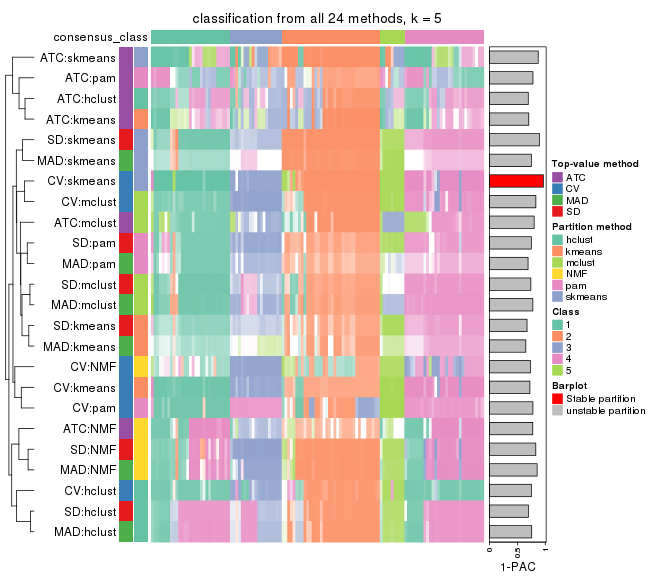 classification from all 24 methods, k = 5
consensus_class
ATC:skmeans
ATC:pam
ATC:hclust
ATC:kmeans
SD:skmeans
MAD:skmeans
CV:skmeans
CV:mclust
ATC:mclust
SD:pam
MAD:pam
SD:mclust
MAD:mclust
SD:kmeans
MAD:kmeans
CV:NMF
CV:kmeans
CV:pam
ATC:NMF
SD:NMF
MAD:NMF
CV:hclust
SD:hclust
MAD:hclust
0 0.5 1
1-PAC
Top-value method
ATC
CV
MAD
SD
Partition method
hclust
kmeans
mclust
NMF
pam
skmeans
Class
1
2
3
4
5
Barplot
Stable partition
unstable partition